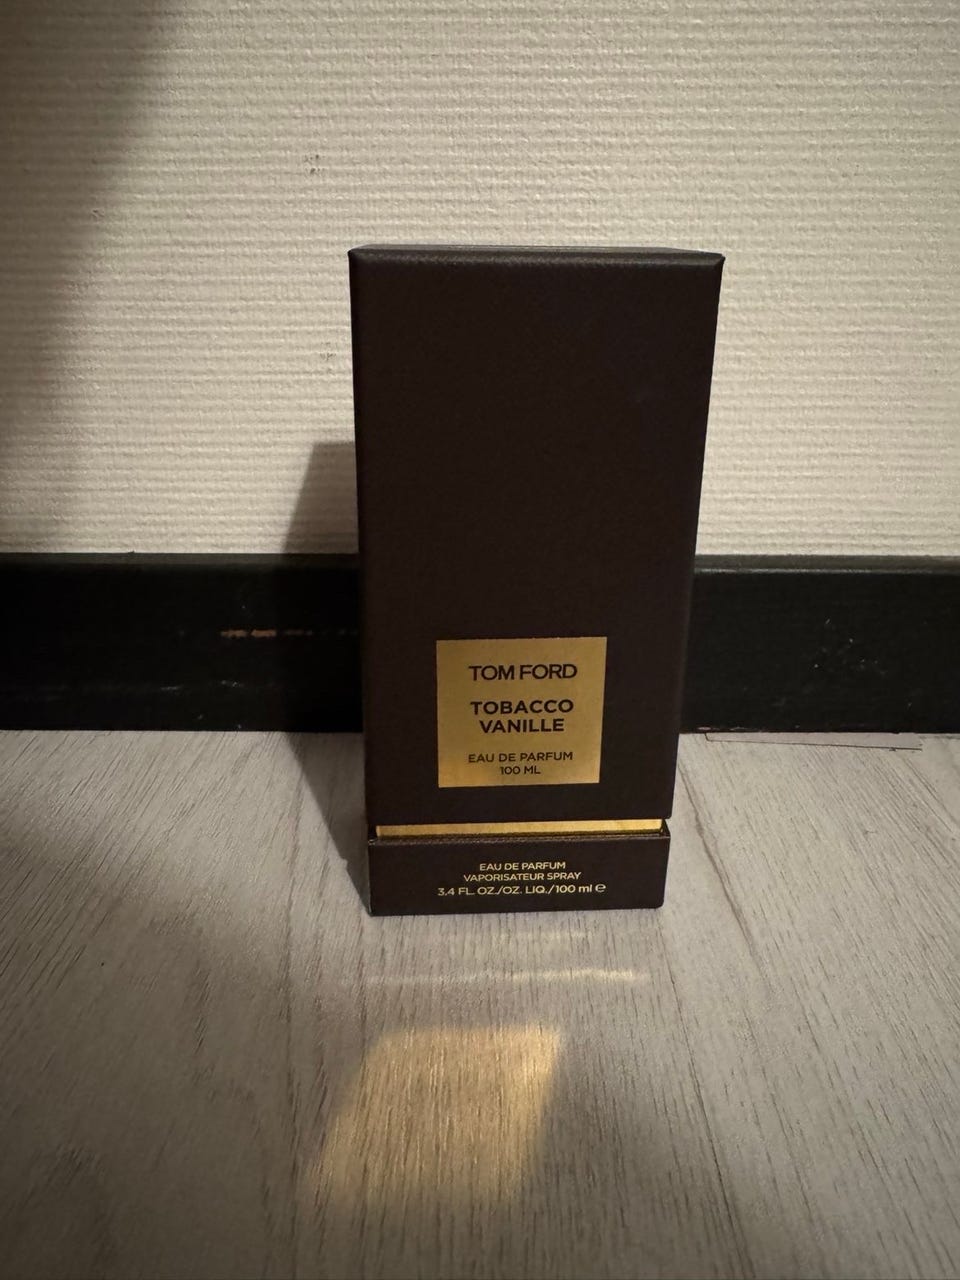 TOM FORD
TOBACCO
VANILLE
EAU DE PARFUM
100 ML
EAU DE PARFUM
VAPORISATEUR SPRAY
3.4 FL. OZ./OZ. LIQ./100 ml ℮